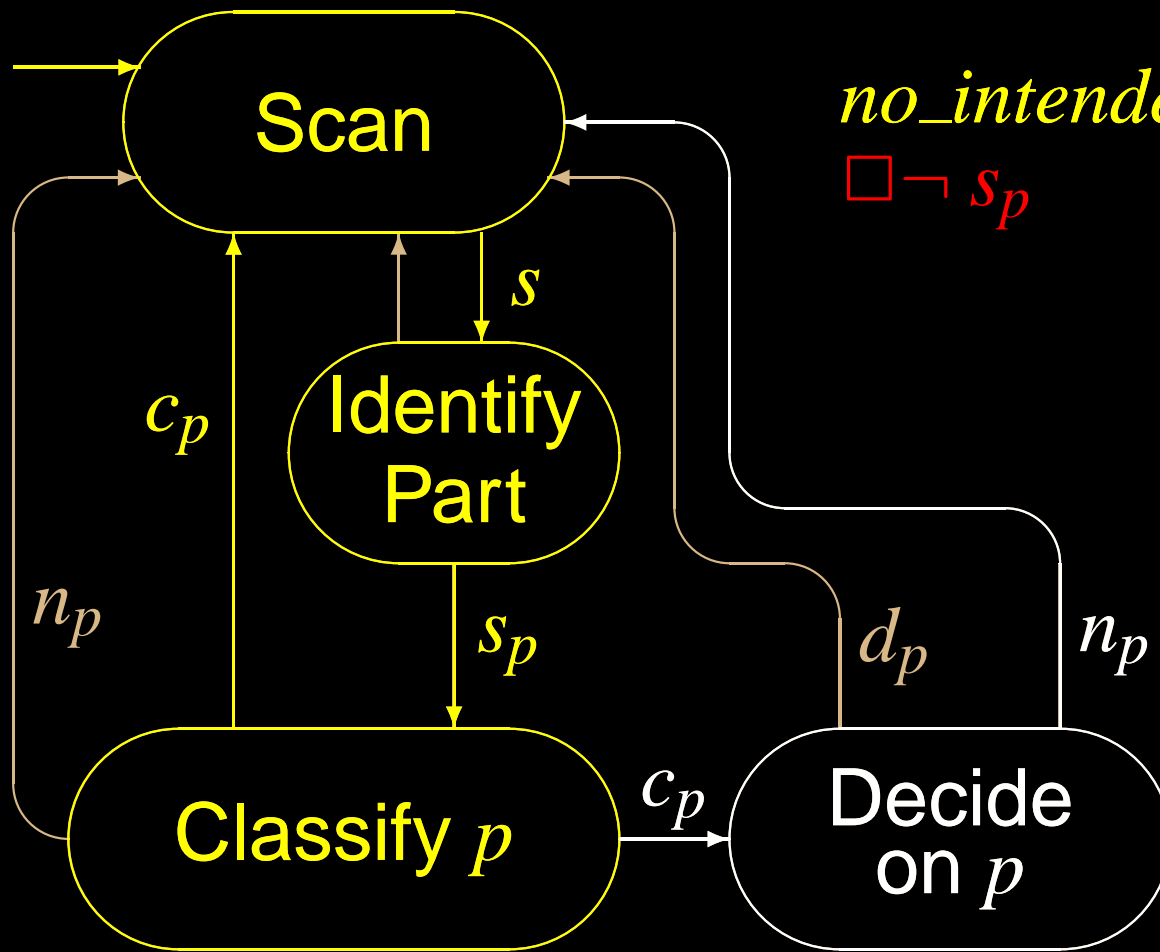 Scan
no_intende
□¬ s_p
s
Identify
Part
c_p
n_p
s_p
d_p
n_p
c_p
Classify p
Decide
on p